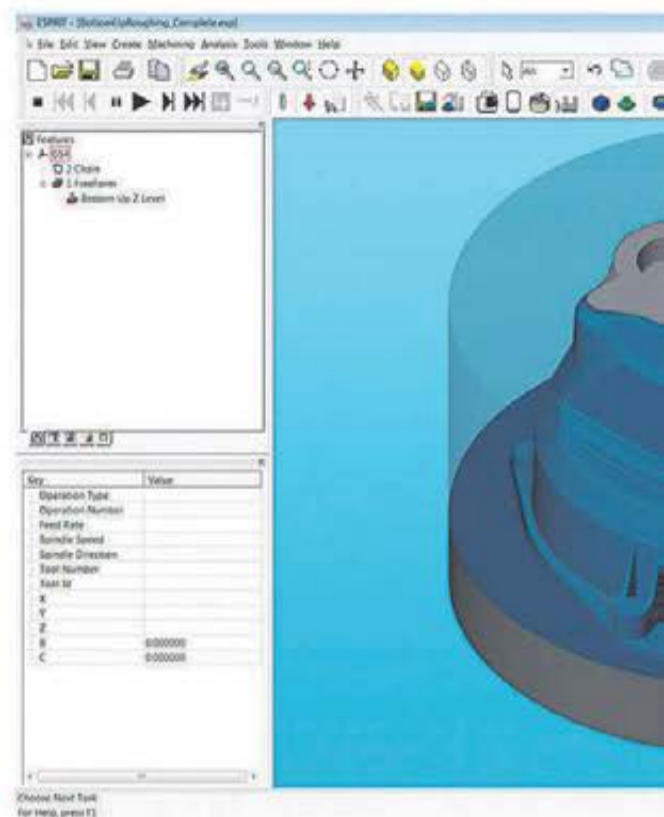 ESPRIT - [BottomUpRoughing_Complete.esp]
File Edit View Create Machining Analysis Tools Window Help
Features
G54
2 Chain
1 FreeForm
Bottom Up Z Level
Key Value
Operation Type
Operation Number
Feed Rate
Spindle Speed
Spindle Direction
Tool Number
Tool Id
X
Y
Z
B 0.000000
C 0.000000
Choose Next Task
For Help, press F1